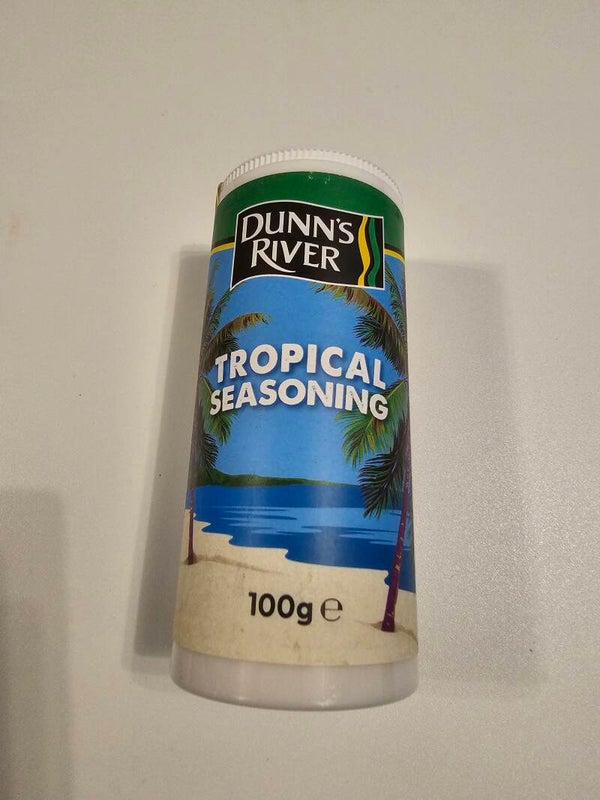 DUNN'S
RIVER
TROPICAL
SEASONING
100g ℮